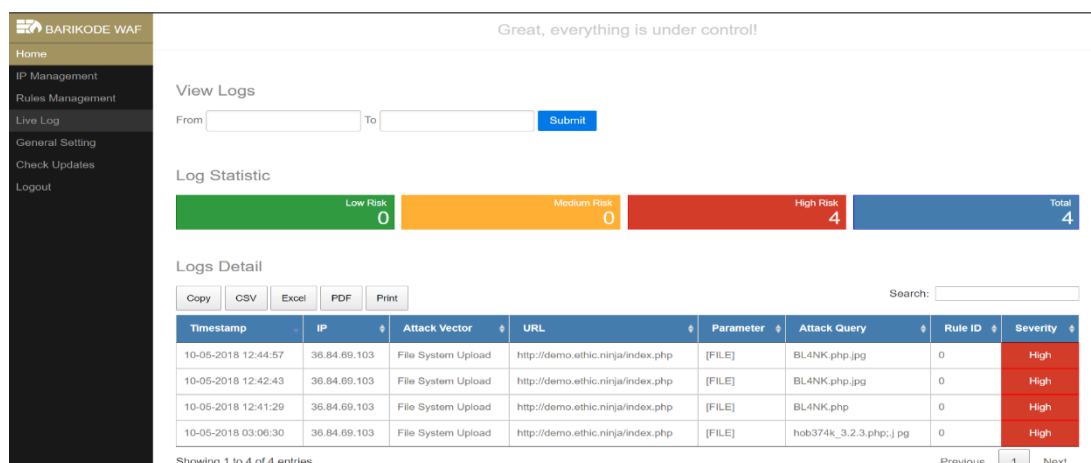 BARIKODE WAF
Great, everything is under control!
Home
IP Management
Rules Management
Live Log
General Setting
Check Updates
Logout
View Logs
From To Submit
Log Statistic
Low Risk
0
Medium Risk
0
High Risk
4
Total
4
Logs Detail
Copy CSV Excel PDF Print Search:
Timestamp IP Attack Vector URL Parameter Attack Query Rule ID Severity
10-05-2018 12:44:57 36.84.69.103 File System Upload http://demo.ethic.ninja/index.php [FILE] BL4NK.php.jpg 0 High
10-05-2018 12:42:43 36.84.69.103 File System Upload http://demo.ethic.ninja/index.php [FILE] BL4NK.php.jpg 0 High
10-05-2018 12:41:29 36.84.69.103 File System Upload http://demo.ethic.ninja/index.php [FILE] BL4NK.php 0 High
10-05-2018 03:06:30 36.84.69.103 File System Upload http://demo.ethic.ninja/index.php [FILE] hob374k_3.2.3.php;.j pg 0 High
Showing 1 to 4 of 4 entries Previous 1 Next